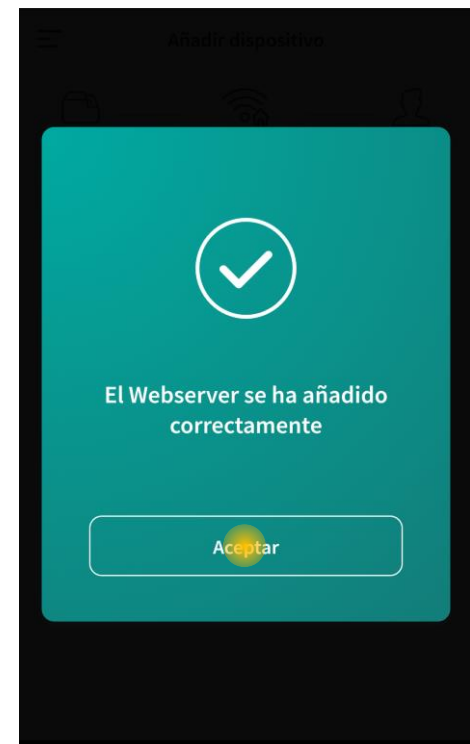 Añadir dispositivo
El Webserver se ha añadido
correctamente
Aceptar